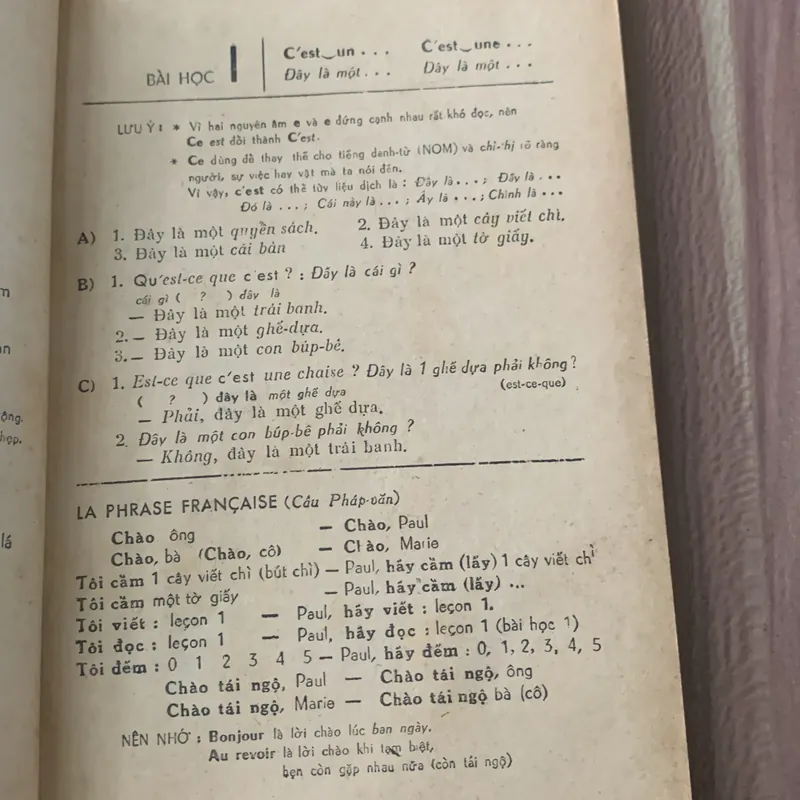 BÀI HỌC 1
C'est‿un . . .   C'est‿une . . .
Đây là một . . .   Đây là một . . .
LƯU Ý : * Vì hai nguyên âm e và e đứng cạnh nhau rất khó đọc, nên
Ce est đổi thành C'est.
* Ce dùng để thay thế cho tiếng danh-từ (NOM) và chỉ-thị rõ ràng
người, sự việc hay vật mà ta nói đến.
Vì vậy, c'est có thể tùy liệu dịch là : Đây là . . . ; Đấy là . . .
Đó là . . . ; Cái này là . . . ; Ấy là . . . ; Chính là . . .
A) 1. Đây là một quyển sách.   2. Đây là một cây viết chì.
3. Đây là một cái bàn   4. Đây là một tờ giấy.
B) 1. Qu'est-ce que c'est ? : Đây là cái gì ?
cái gì ( ? ) đây là
— Đây là một trái banh.
2. — Đây là một ghế-dựa.
3. — Đây là một con búp-bê.
C) 1. Est-ce que c'est une chaise ? Đây là 1 ghế dựa phải không ?
( ? ) đây là một ghế dựa   (est-ce-que)
— Phải, đây là một ghế dựa.
2. Đây là một con búp-bê phải không ?
— Không, đây là một trái banh.
LA PHRASE FRANÇAISE (Câu Pháp-văn)
Chào ông — Chào, Paul
Chào, bà (Chào, cô) — Chào, Marie
Tôi cầm 1 cây viết chì (bút chì) — Paul, hãy cầm (lấy) 1 cây viết chì
Tôi cầm một tờ giấy — Paul, hãy cầm (lấy) ...
Tôi viết : leçon 1 — Paul, hãy viết : leçon 1.
Tôi đọc : leçon 1 — Paul, hãy đọc : leçon 1 (bài học 1)
Tôi đếm : 0 1 2 3 4 5 — Paul, hãy đếm : 0, 1, 2, 3, 4, 5
Chào tái ngộ, Paul — Chào tái ngộ, ông
Chào tái ngộ, Marie — Chào tái ngộ bà (cô)
NÊN NHỚ : Bonjour là lời chào lúc ban ngày.
Au revoir là lời chào khi tạm biệt,
hẹn còn gặp nhau nữa (còn tái ngộ)